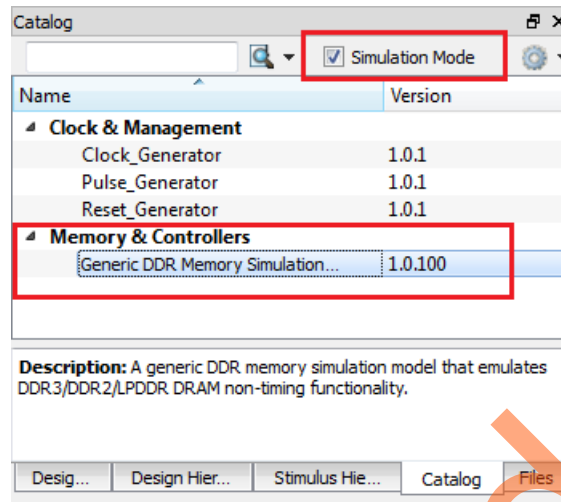 Catalog
Simulation Mode
Name Version
Clock & Management
Clock_Generator 1.0.1
Pulse_Generator 1.0.1
Reset_Generator 1.0.1
Memory & Controllers
Generic DDR Memory Simulation... 1.0.100
Description: A generic DDR memory simulation model that emulates
DDR3/DDR2/LPDDR DRAM non-timing functionality.
Desig... Design Hier... Stimulus Hie... Catalog Files